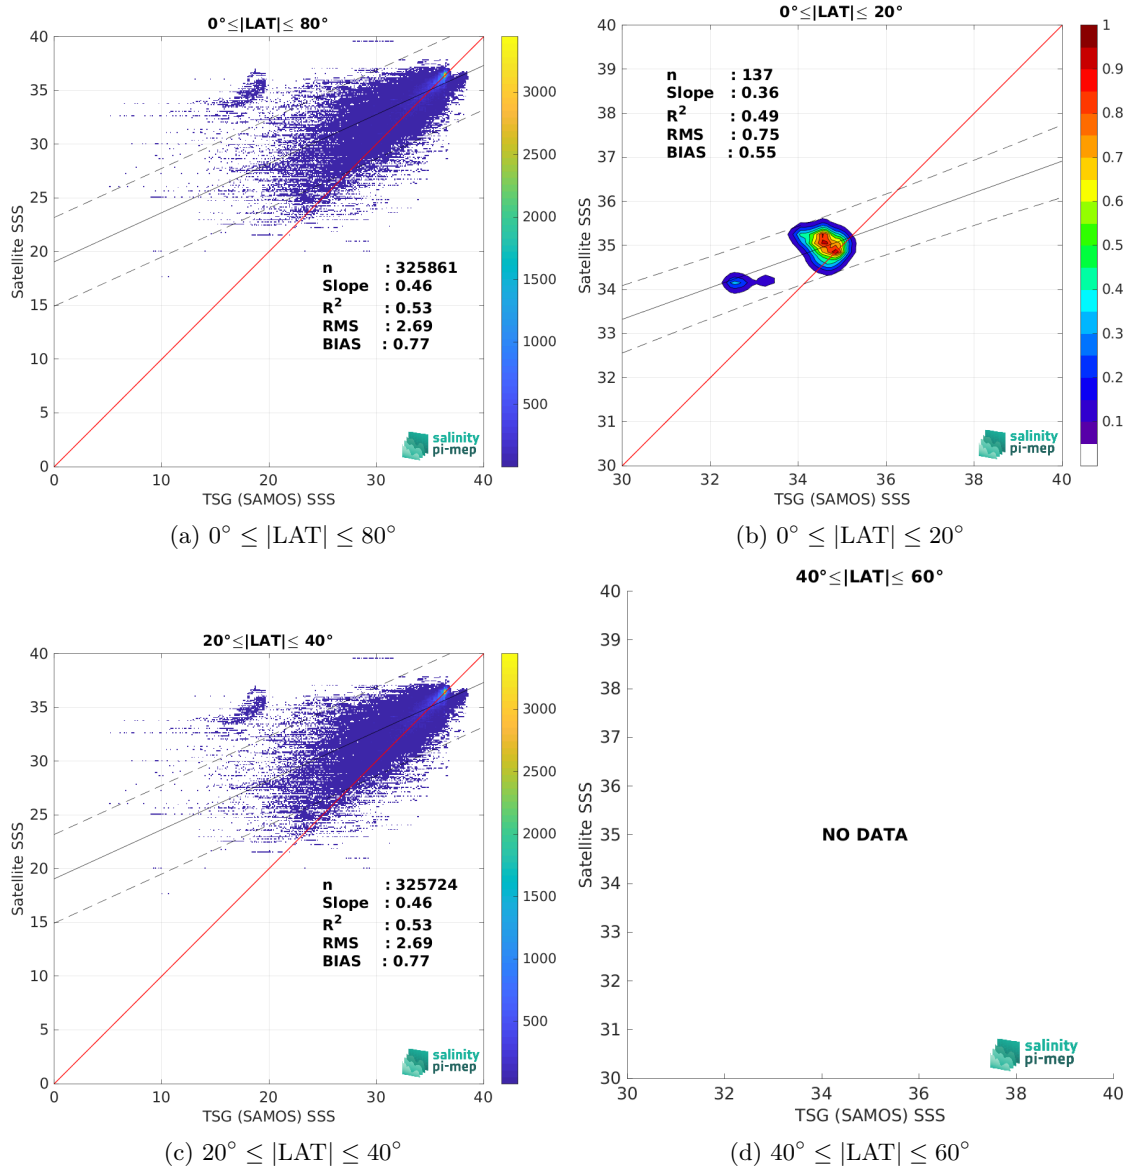 0°≤|LAT|≤ 80°
40
35
30
25
20
15
10
5
0
Satellite SSS
n : 325861
Slope : 0.46
R² : 0.53
RMS : 2.69
BIAS : 0.77
salinity
pi-mep
0 10 20 30 40
TSG (SAMOS) SSS
3000
2500
2000
1500
1000
500
(a) 0° ≤ |LAT| ≤ 80°
0°≤|LAT|≤ 20°
40
39
38
37
36
35
34
33
32
31
30
Satellite SSS
n : 137
Slope : 0.36
R² : 0.49
RMS : 0.75
BIAS : 0.55
salinity
pi-mep
30 32 34 36 38 40
TSG (SAMOS) SSS
1
0.9
0.8
0.7
0.6
0.5
0.4
0.3
0.2
0.1
(b) 0° ≤ |LAT| ≤ 20°
20°≤|LAT|≤ 40°
40
35
30
25
20
15
10
5
0
Satellite SSS
n : 325724
Slope : 0.46
R² : 0.53
RMS : 2.69
BIAS : 0.77
salinity
pi-mep
0 10 20 30 40
TSG (SAMOS) SSS
3000
2500
2000
1500
1000
500
(c) 20° ≤ |LAT| ≤ 40°
40°≤|LAT|≤ 60°
40
39
38
37
36
35
34
33
32
31
30
Satellite SSS
NO DATA
salinity
pi-mep
30 32 34 36 38 40
TSG (SAMOS) SSS
(d) 40° ≤ |LAT| ≤ 60°